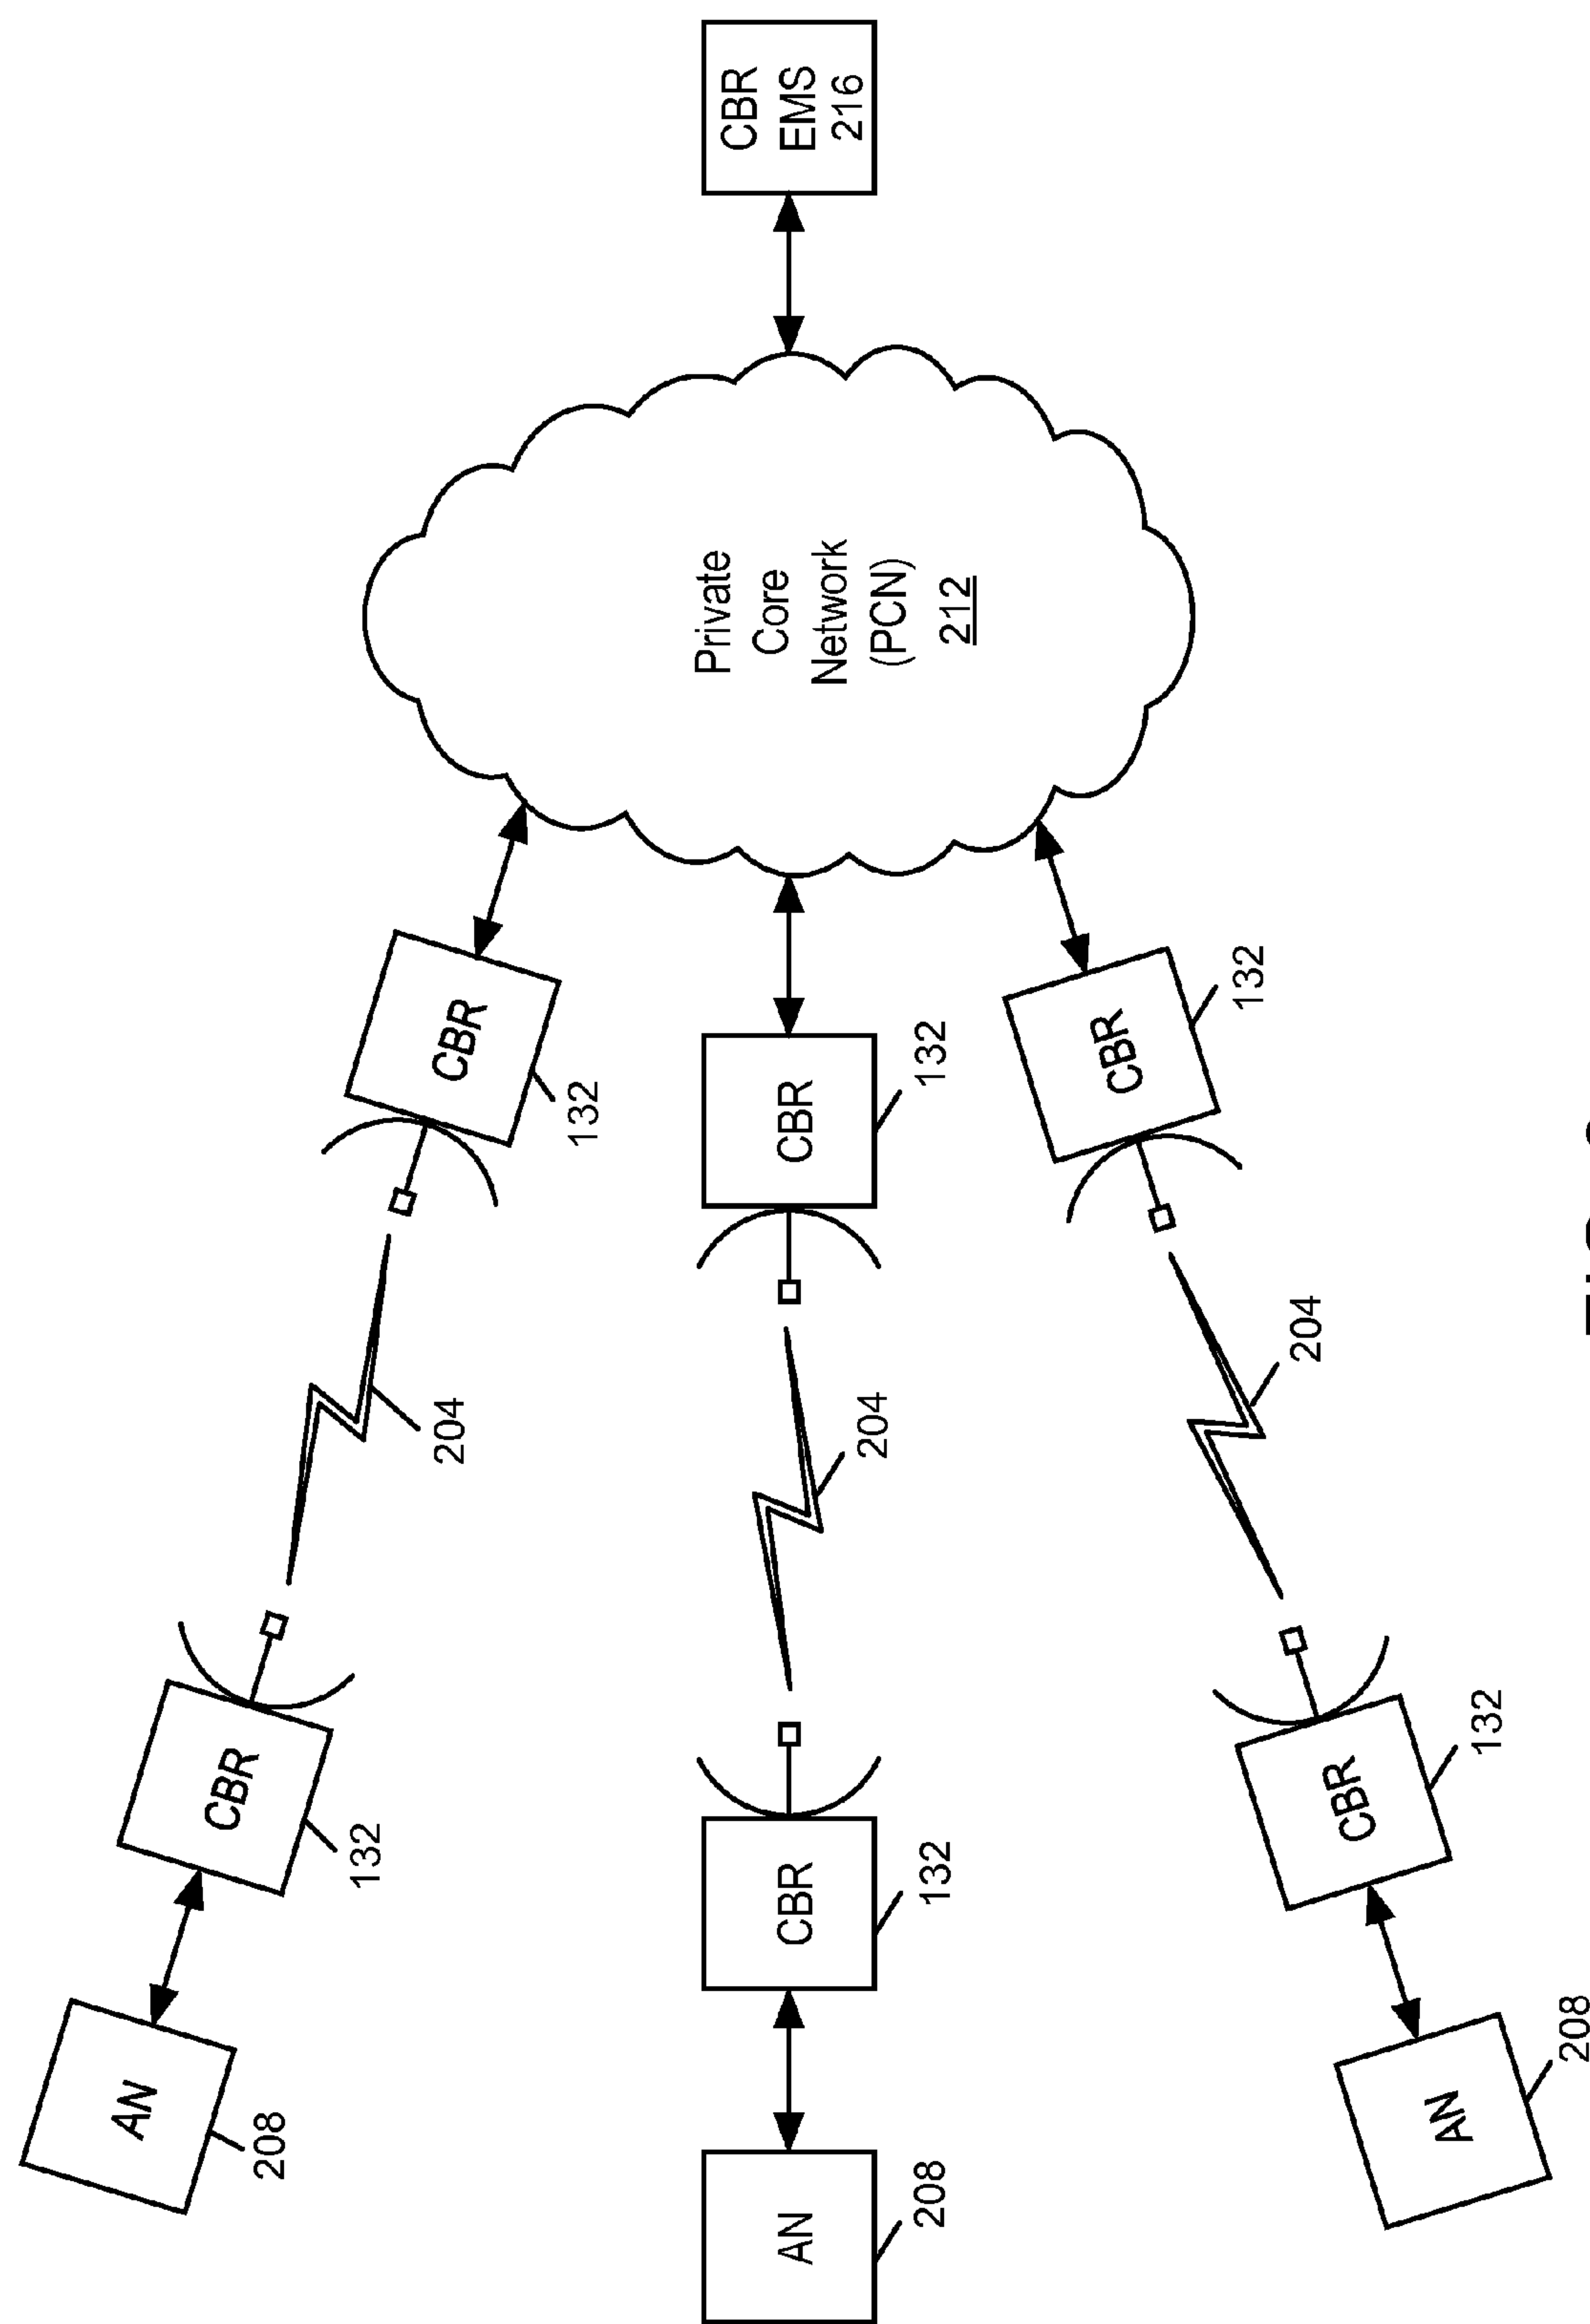 AN
208
CBR
132
204
CBR
132
AN
208
CBR
132
204
CBR
132
Private
Core
Network
(PCN)
212
CBR
EMS
216
AN
208
CBR
132
204
CBR
132